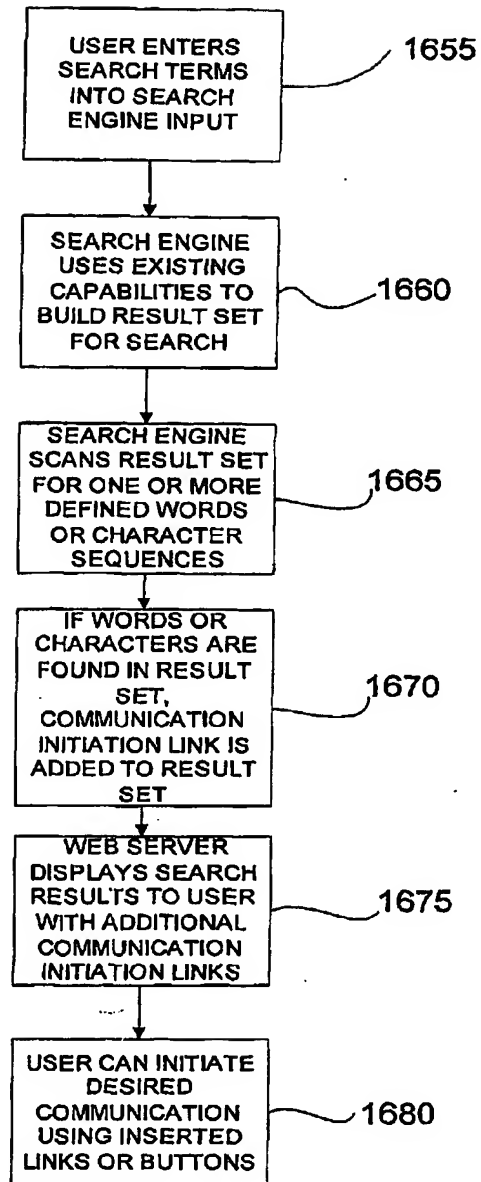 USER ENTERS
SEARCH TERMS
INTO SEARCH
ENGINE INPUT
1655
SEARCH ENGINE
USES EXISTING
CAPABILITIES TO
BUILD RESULT SET
FOR SEARCH
1660
SEARCH ENGINE
SCANS RESULT SET
FOR ONE OR MORE
DEFINED WORDS
OR CHARACTER
SEQUENCES
1665
IF WORDS OR
CHARACTERS ARE
FOUND IN RESULT
SET,
COMMUNICATION
INITIATION LINK IS
ADDED TO RESULT
SET
1670
WEB SERVER
DISPLAYS SEARCH
RESULTS TO USER
WITH ADDITIONAL
COMMUNICATION
INITIATION LINKS
1675
USER CAN INITIATE
DESIRED
COMMUNICATION
USING INSERTED
LINKS OR BUTTONS
1680